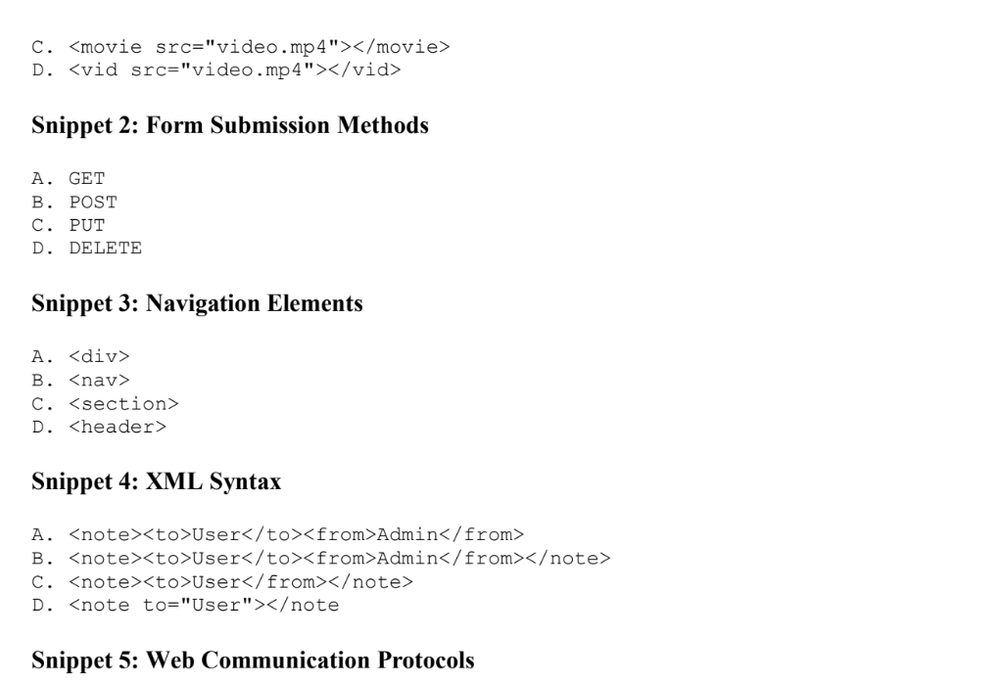 C. <movie src="video.mp4"></movie>
D. <vid src="video.mp4"></vid>
Snippet 2: Form Submission Methods
A. GET
B. POST
C. PUT
D. DELETE
Snippet 3: Navigation Elements
A. <div>
B. <nav>
C. <section>
D. <header>
Snippet 4: XML Syntax
A. <note><to>User</to><from>Admin</from>
B. <note><to>User</to><from>Admin</from></note>
C. <note><to>User</from></note>
D. <note to="User"></note
Snippet 5: Web Communication Protocols